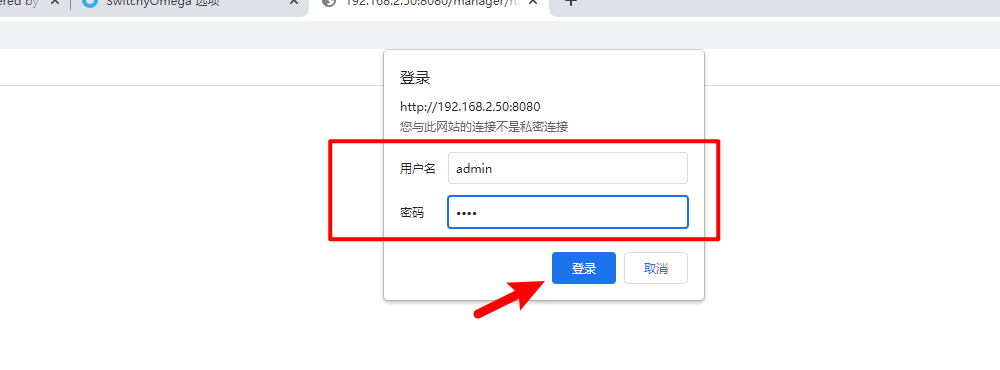 ered by
SwitchyOmega 选项
192.168.2.50:8080/manager/h
登录
http://192.168.2.50:8080
您与此网站的连接不是私密连接
用户名
admin
密码
••••
登录
取消